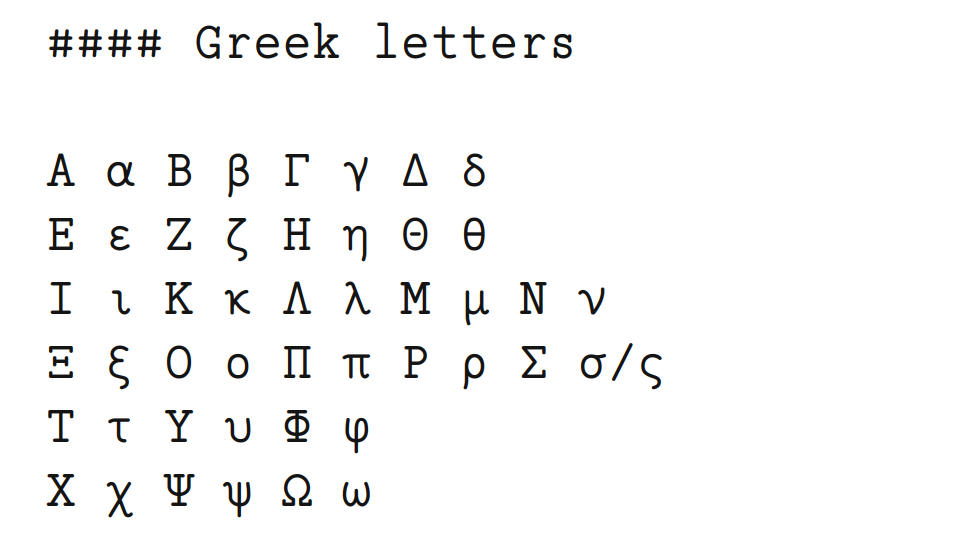 #### Greek letters
Α α Β β Γ γ Δ δ
Ε ε Ζ ζ Η η Θ θ
Ι ι Κ κ Λ λ Μ μ Ν ν
Ξ ξ Ο ο Π π Ρ ρ Σ σ/ς
Τ τ Υ υ Φ φ
Χ χ Ψ ψ Ω ω